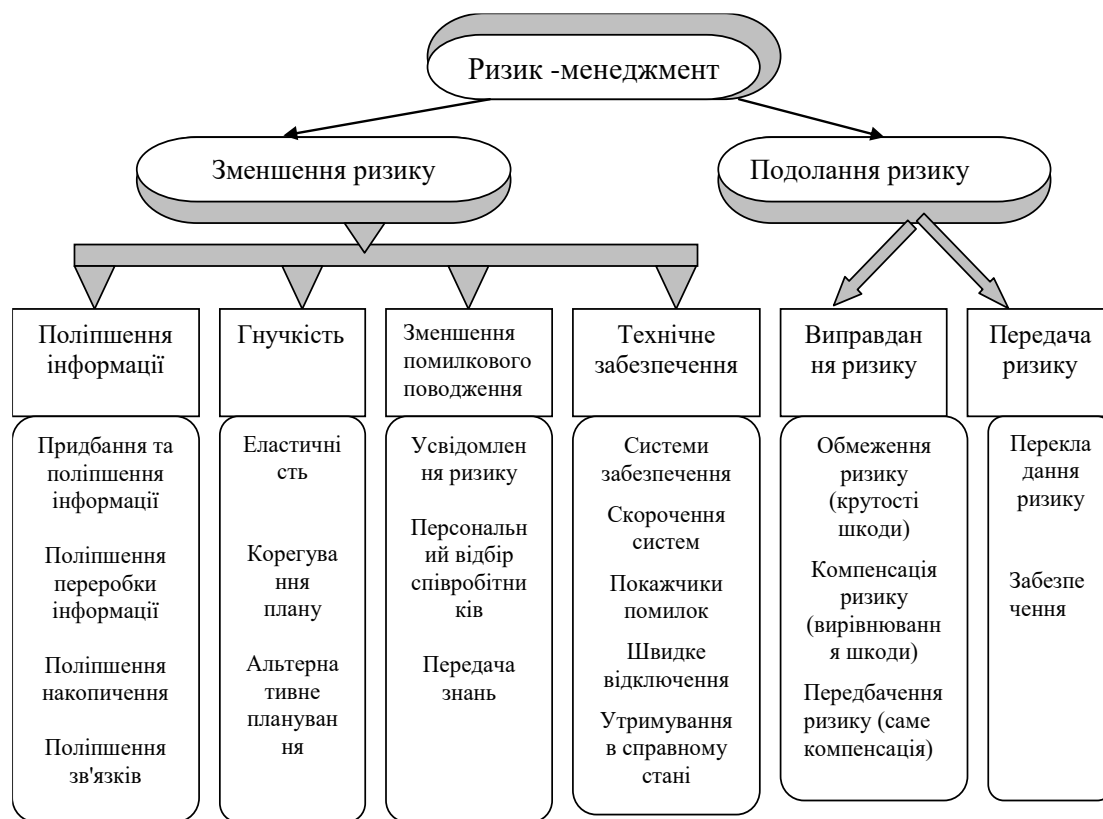 Ризик -менеджмент
Зменшення ризику
Подолання ризику
Поліпшення
інформації
Гнучкість
Зменшення
помилкового
поводження
Технічне
забезпечення
Виправдан
ня ризику
Передача
ризику
Придбання та
поліпшення
інформації
Поліпшення
переробки
інформації
Поліпшення
накопичення
Поліпшення
зв'язків
Еластичні
сть
Корегува
ння
плану
Альтерна
тивне
плануван
ня
Усвідомлен
ня ризику
Персональн
ий відбір
співробітни
ків
Передача
знань
Системи
забезпечення
Скорочення
систем
Покажчики
помилок
Швидке
відключення
Утримування
в справному
стані
Обмеження
ризику
(крутості
шкоди)
Компенсація
ризику
(вирівнюванн
я шкоди)
Передбачення
ризику (саме
компенсація)
Перекла
дання
ризику
Забезпе
чення